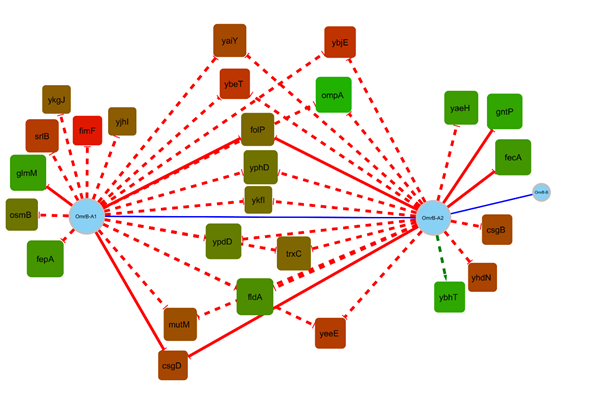 yaiY
ybjE
ybeT
ompA
ykgJ
yjhI
srlB
fimF
folP
yaeH
gntP
fecA
glmM
yphD
ykfI
OmrB-A1
OmrB-A2
OmrB-B
osmB
ypdD
trxC
csgB
fepA
yhdN
fldA
ybhT
mutM
yeeE
csgD